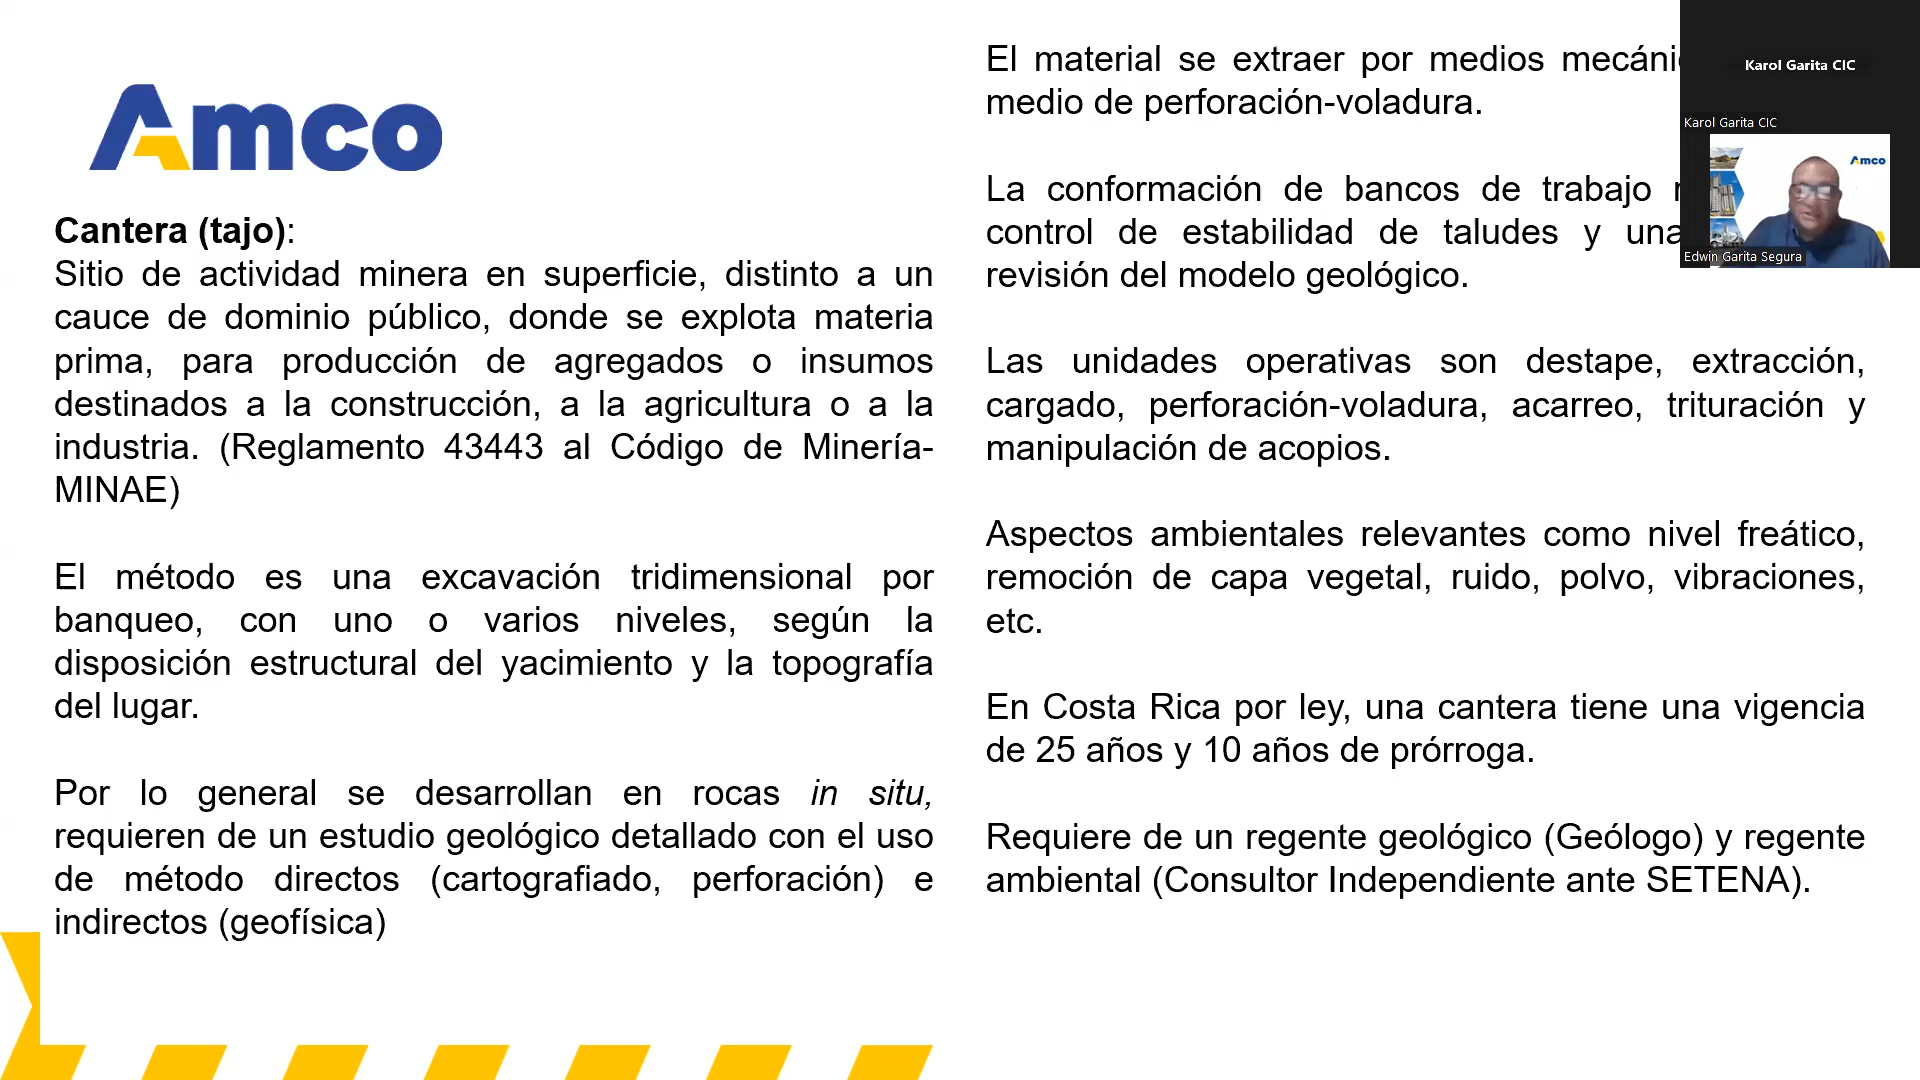 Amco
Cantera (tajo):
Sitio de actividad minera en superficie, distinto a un
cauce de dominio público, donde se explota materia
prima, para producción de agregados o insumos
destinados a la construcción, a la agricultura o a la
industria. (Reglamento 43443 al Código de Minería-
MINAE)
El método es una excavación tridimensional por
banqueo, con uno o varios niveles, según la
disposición estructural del yacimiento y la topografía
del lugar.
Por lo general se desarrollan en rocas in situ,
requieren de un estudio geológico detallado con el uso
de método directos (cartografiado, perforación) e
indirectos (geofísica)
El material se extraer por medios
medio de perforación-voladura.
La conformación de bancos de trabajo
control de estabilidad de taludes y una
revisión del modelo geológico.
Las unidades operativas son destape, extracción,
cargado, perforación-voladura, acarreo, trituración y
manipulación de acopios.
Aspectos ambientales relevantes como nivel freático,
remoción de capa vegetal, ruido, polvo, vibraciones,
etc.
En Costa Rica por ley, una cantera tiene una vigencia
de 25 años y 10 años de prórroga.
Requiere de un regente geológico (Geólogo) y regente
ambiental (Consultor Independiente ante SETENA).
Karol Garita CIC
Karol Garita CIC
Amco
Edwin Garita Segura